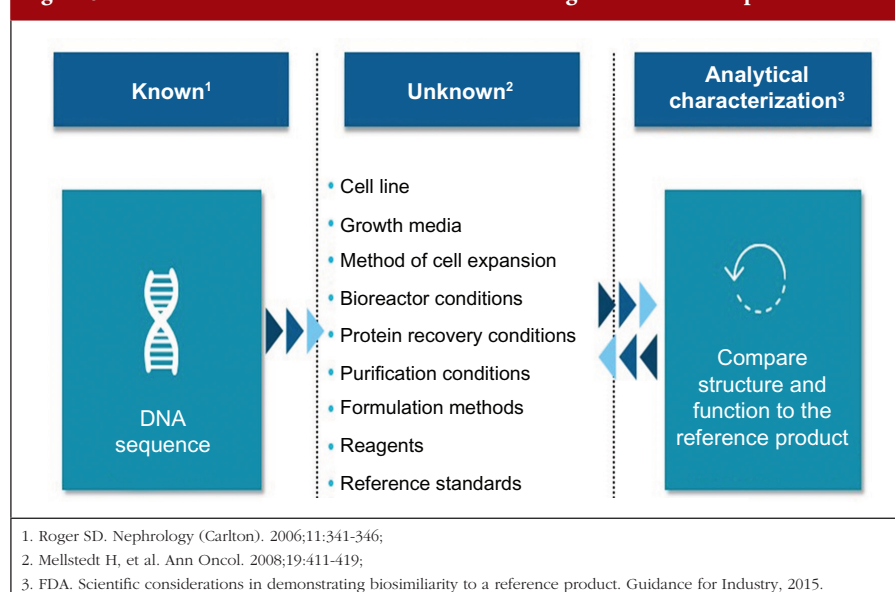 Known1
Unknown2
Analytical
characterization3
DNA
sequence
• Cell line
• Growth media
• Method of cell expansion
• Bioreactor conditions
• Protein recovery conditions
• Purification conditions
• Formulation methods
• Reagents
• Reference standards
Compare
structure and
function to the
reference product
1. Roger SD. Nephrology (Carlton). 2006;11:341-346;
2. Mellstedt H, et al. Ann Oncol. 2008;19:411-419;
3. FDA. Scientific considerations in demonstrating biosimiliarity to a reference product. Guidance for Industry, 2015.